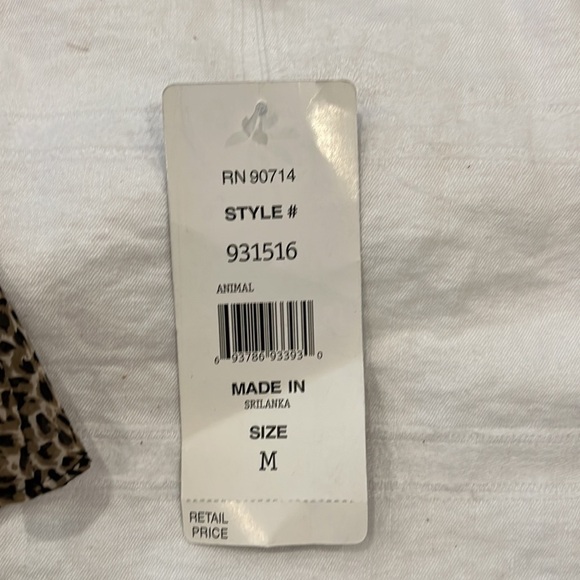 RN 90714
STYLE #
931516
ANIMAL
6 93786 93393 0
MADE IN
SRILANKA
SIZE
M
RETAIL
PRICE